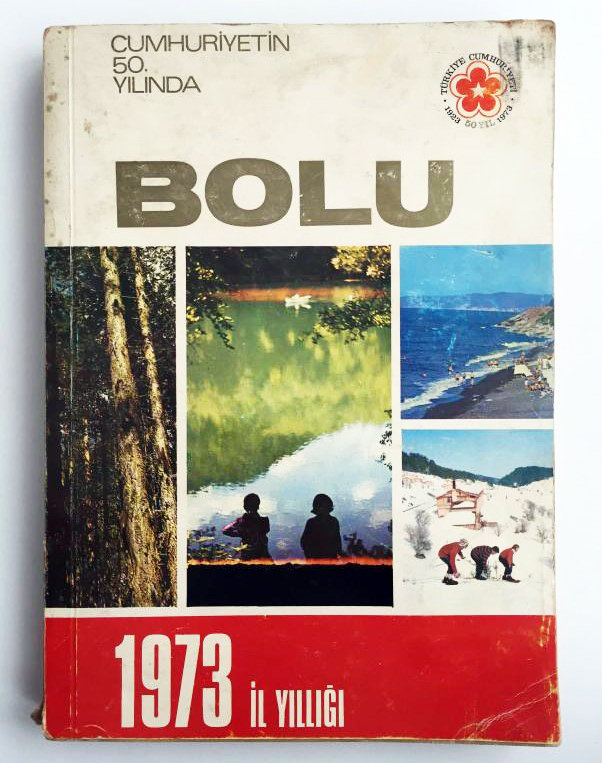 CUMHURİYETİN
50.
YILINDA
TÜRKİYE CUMHURİYETİ
1923 50 YIL 1973
BOLU
1973 İL YILLIĞI